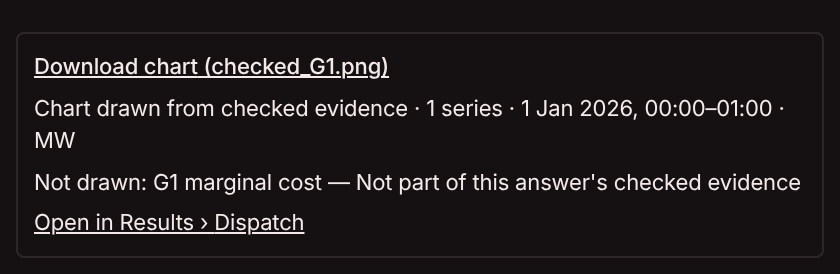 Download chart (checked_G1.png)
Chart drawn from checked evidence · 1 series · 1 Jan 2026, 00:00–01:00 ·
MW
Not drawn: G1 marginal cost — Not part of this answer's checked evidence
Open in Results › Dispatch